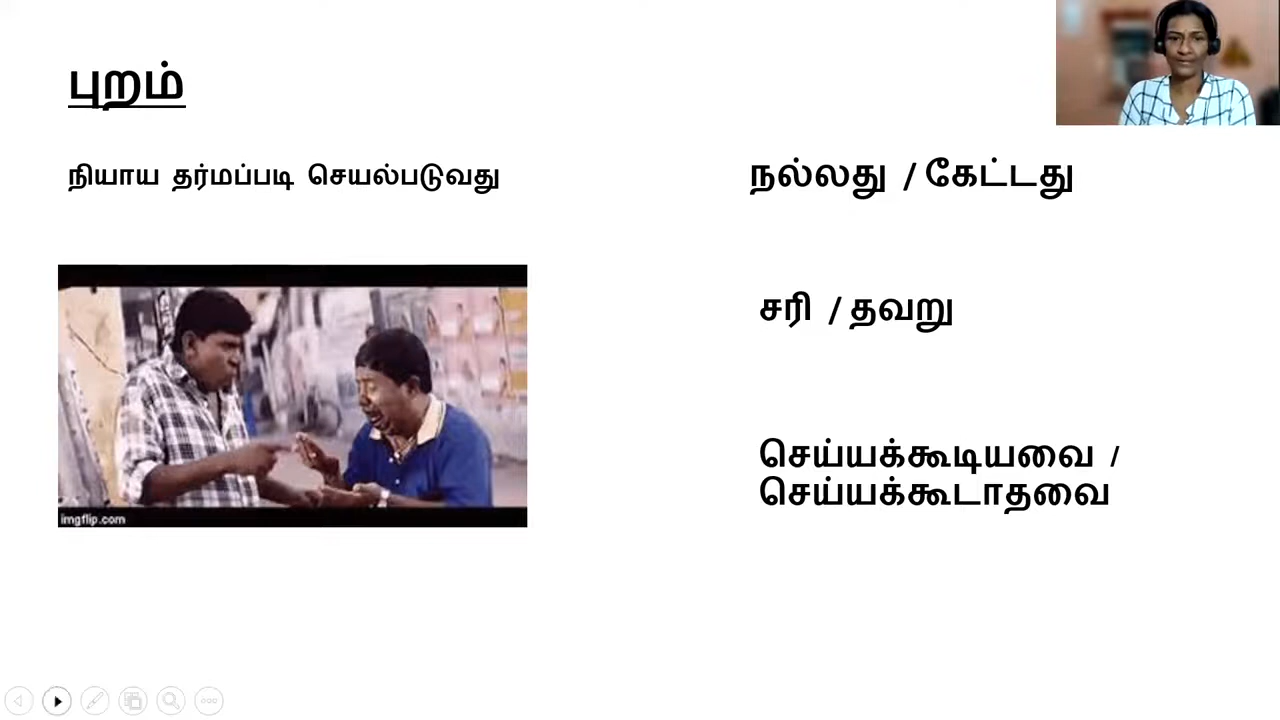 புறம்
நியாய தர்மப்படி செயல்படுவது
நல்லது / கேட்டது
சரி / தவறு
செய்யக்கூடியவை /
செய்யக்கூடாதவை
imgflip.com